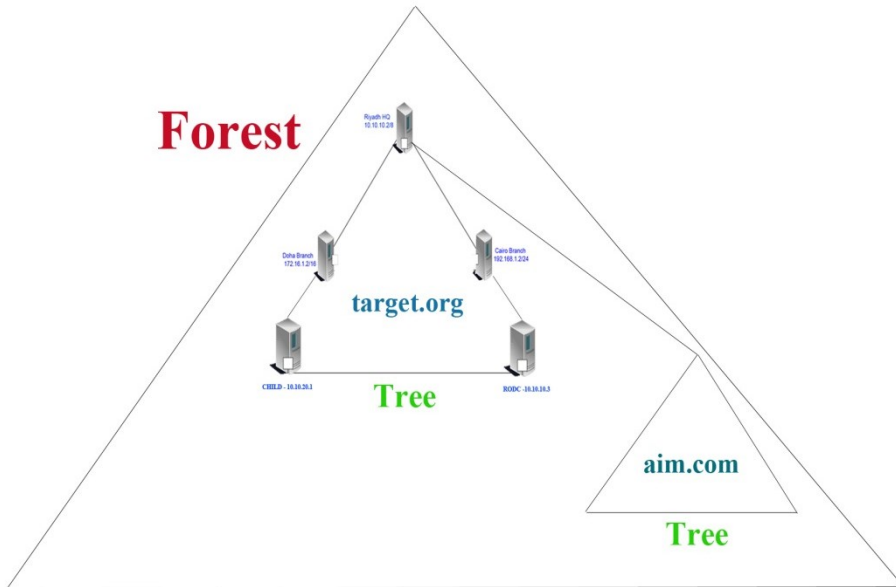 Forest
Riyadh HQ
10.10.10.2/8
Doha Branch
172.16.1.2/16
Cairo Branch
192.168.1.2/24
target.org
CHILD - 10.10.20.1
RODC -10.10.10.3
Tree
aim.com
Tree